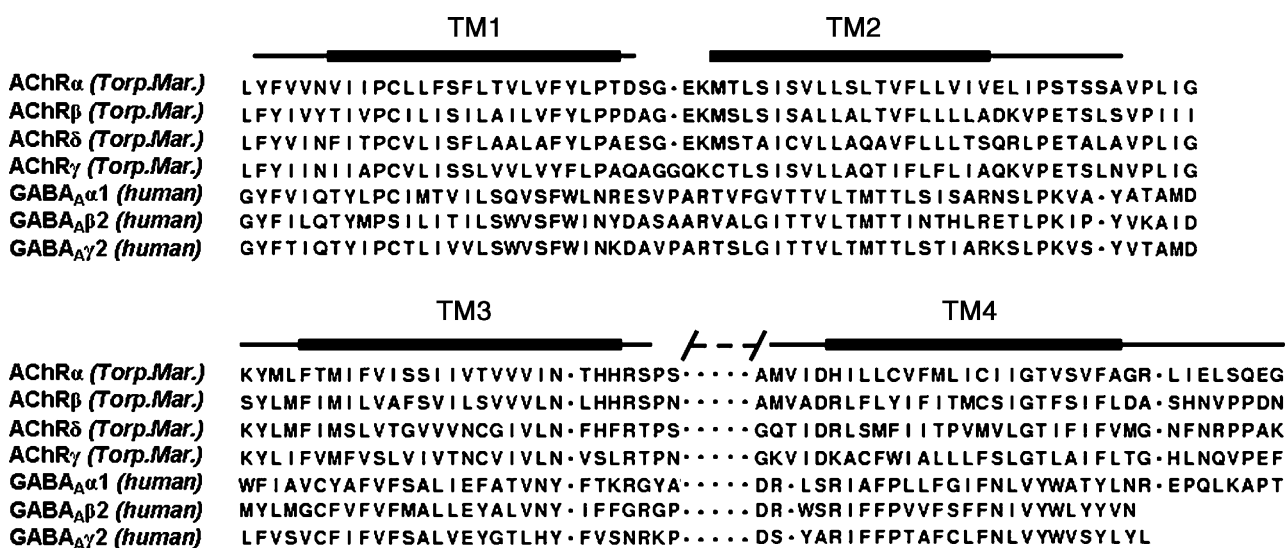 TM1 TM2
AChRα (Torp.Mar.) LYFVVNVIIPCLLFSFLTVLVFYLPTDSG·EKMTLSISVLLSLTVFLLVIVELIPSTSSAVPLIG
AChRβ (Torp.Mar.) LFYIVYTIVPCILISILAILVFYLPPDAG·EKMSLSISALLALTVFLLLLADKVPETSLSVPIII
AChRδ (Torp.Mar.) LFYVINFITPCVLISFLAALAFYLPAESG·EKMSTAICVLLAQAVFLLLTSQRLPETALAVPLIG
AChRγ (Torp.Mar.) LFYIINIIAPCVLISSLVVLVYFLPAQAGGQKCTLSISVLLAQTIFLFLIAQKVPETSLNVPLIG
GABAAα1 (human) GYFVIQTYLPCIMTVILSQVSFWLNRESVPARTVFGVTTVLTMTTLSISARNSLPKVA·YATAMD
GABAAβ2 (human) GYFILQTYMPSILITILSWVSFWINYDASAARVALGITTVLTMTTINTHLRETLPKIP·YVKAID
GABAAγ2 (human) GYFTIQTYIPCTLIVVLSWVSFWINKDAVPARTSLGITTVLTMTTLSTIARKSLPKVS·YVTAMD
TM3 TM4
AChRα (Torp.Mar.) KYMLFTMIFVISSIIVTVVVIN·THHRSPS·····AMVIDHILLCVFMLICIIGTVSVFAGR·LIELSQEG
AChRβ (Torp.Mar.) SYLMFIMILVAFSVILSVVVLN·LHHRSPN·····AMVADRLFLYIFITMCSIGTFSIFLDA·SHNVPPDN
AChRδ (Torp.Mar.) KYLMFIMSLVTGVVVNCGIVLN·FHFRTPS·····GQTIDRLSMFIITPVMVLGTIFIFVMG·NFNRPPAK
AChRγ (Torp.Mar.) KYLIFVMFVSLVIVTNCVIVLN·VSLRTPN·····GKVIDKACFWIALLLFSLGTLAIFLTG·HLNQVPEF
GABAAα1 (human) WFIAVCYAFVFSALIEFATVNY·FTKRGYA·····DR·LSRIAFPLLFGIFNLVYWATYLNR·EPQLKAPT
GABAAβ2 (human) MYLMGCFVFVFMALLEYALVNY·IFFGRGP·····DR·WSRIFFPVVFSFFNIVYWLYYVN
GABAAγ2 (human) LFVSVCFIFVFSALVEYGTLHY·FVSNRKP·····DS·YARIFFPTAFCLFNLVYWVSYLYL